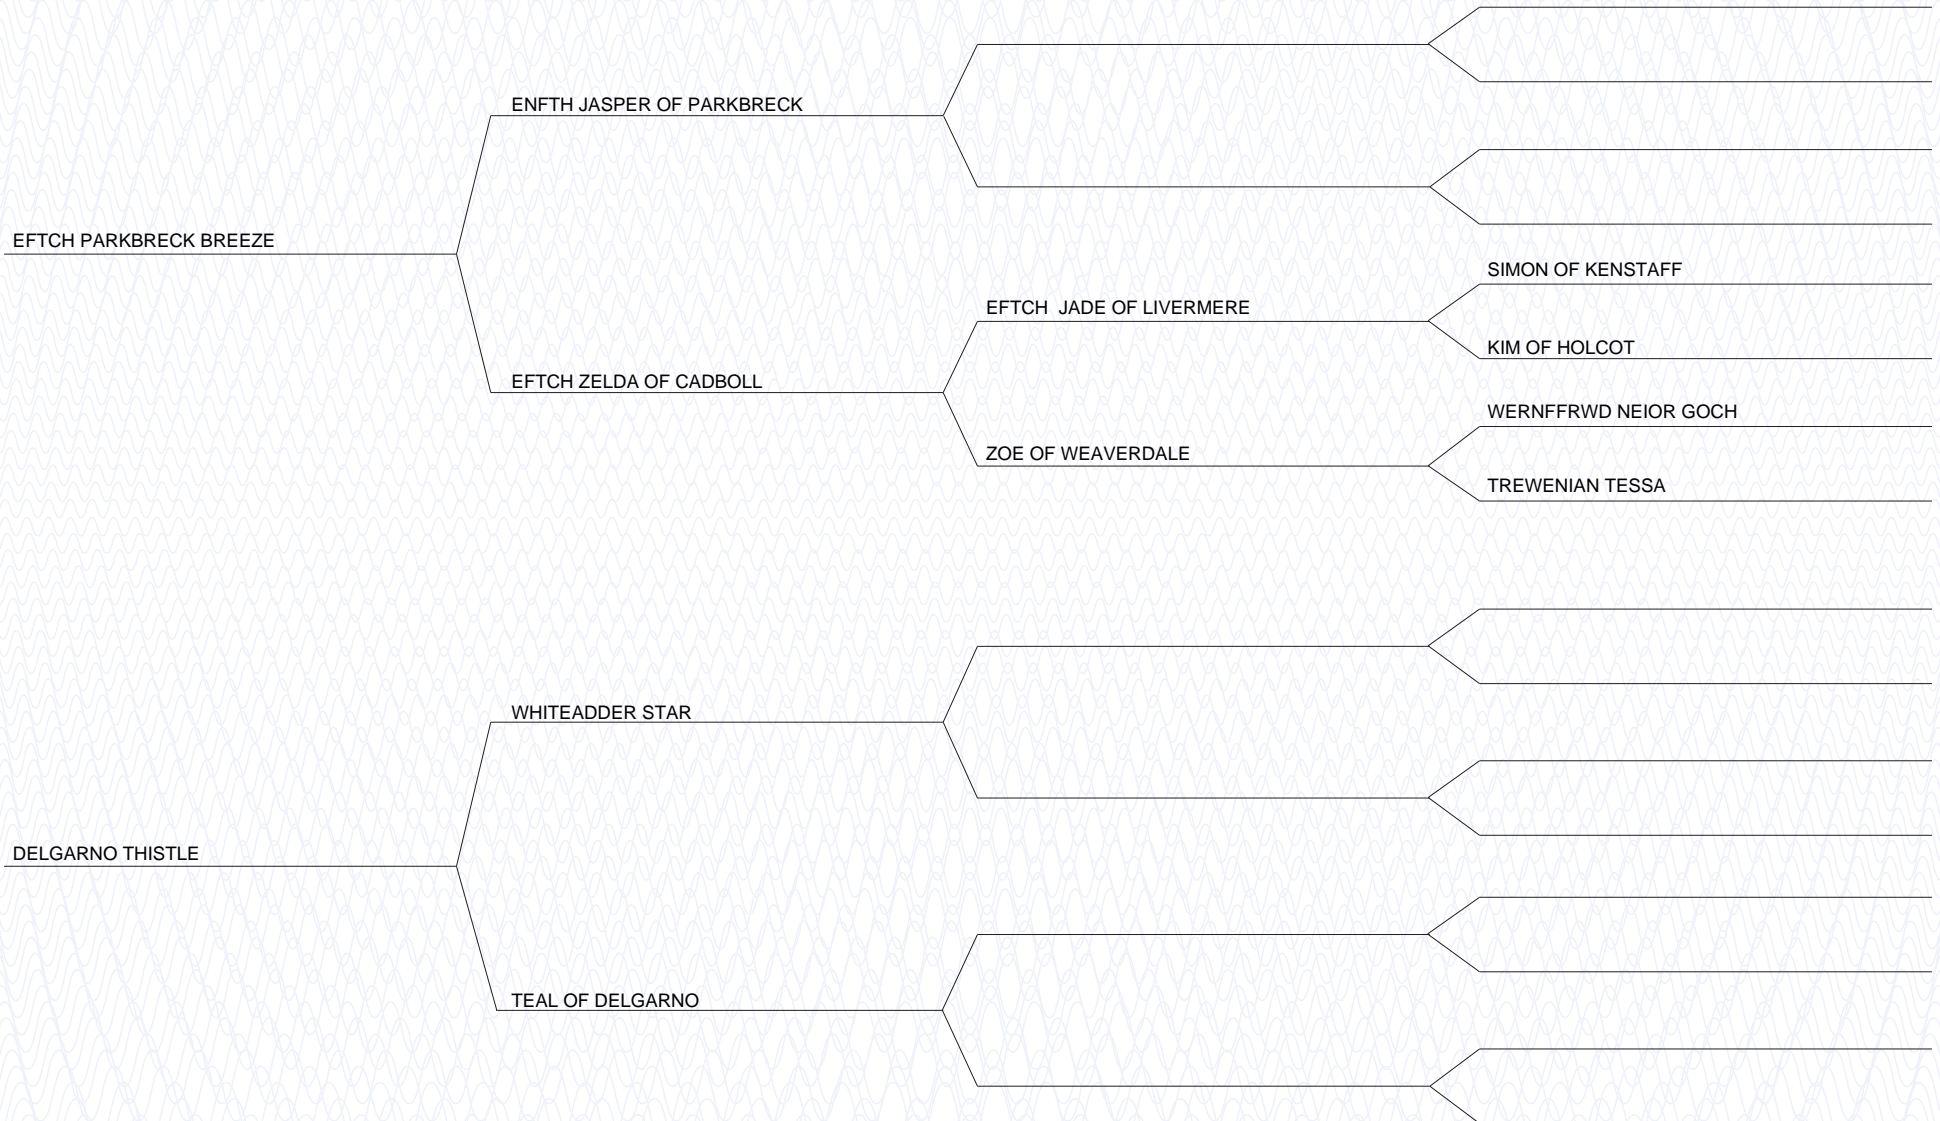 ENFTH JASPER OF PARKBRECK
EFTCH PARKBRECK BREEZE
SIMON OF KENSTAFF
EFTCH  JADE OF LIVERMERE
KIM OF HOLCOT
EFTCH ZELDA OF CADBOLL
WERNFFRWD NEIOR GOCH
ZOE OF WEAVERDALE
TREWENIAN TESSA
WHITEADDER STAR
DELGARNO THISTLE
TEAL OF DELGARNO